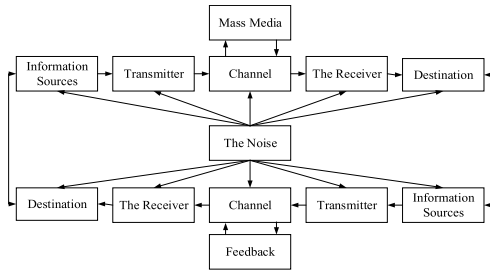 Mass Media
Information
Sources
Transmitter
Channel
The Receiver
Destination
The Noise
Destination
The Receiver
Channel
Transmitter
Information
Sources
Feedback